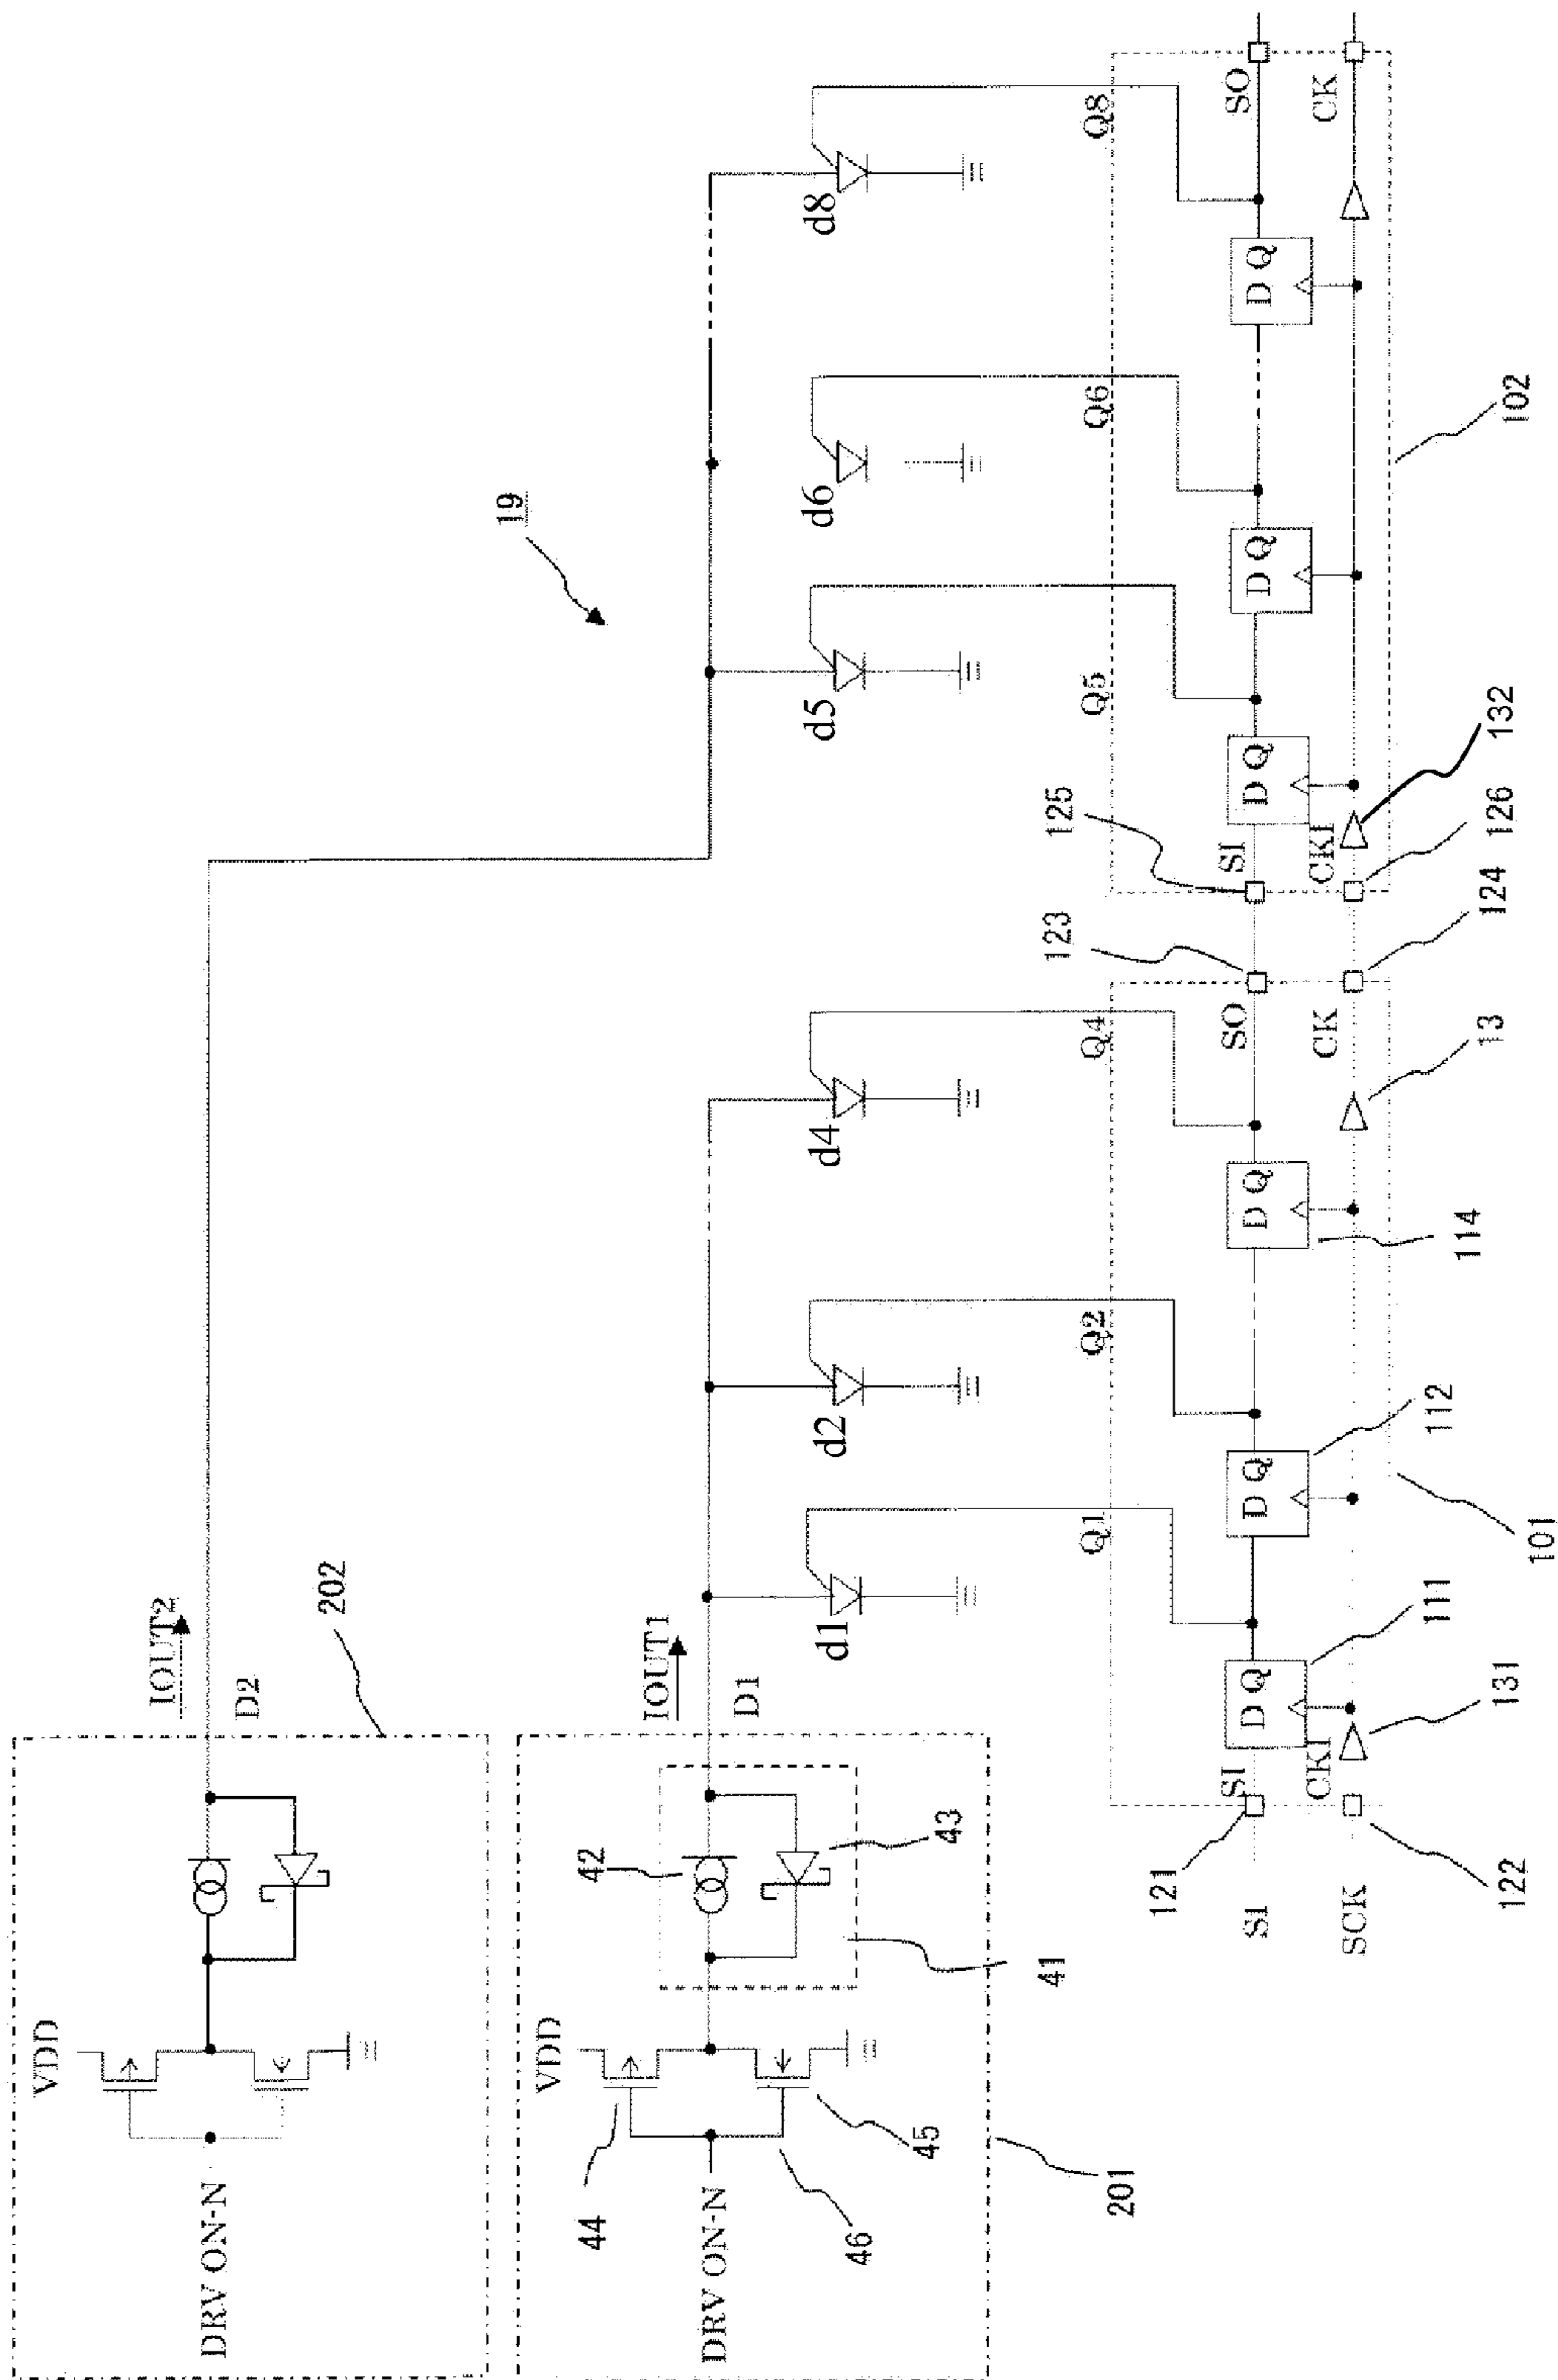 19
IOUT2
D2
202
VDD
DRV ON-N
IOUT1
D1
42
43
41
VDD
44
45
46
DRV ON-N
201
d1
d2
d4
d5
d6
d8
Q1
Q2
Q4
Q5
Q6
Q8
SI
121
SCK
122
SI
CKI
D Q
D Q
D Q
SO
CK
131
111
101
112
114
13
123
124
125
126
SI
CKI
D Q
D Q
D Q
SO
CK
132
102